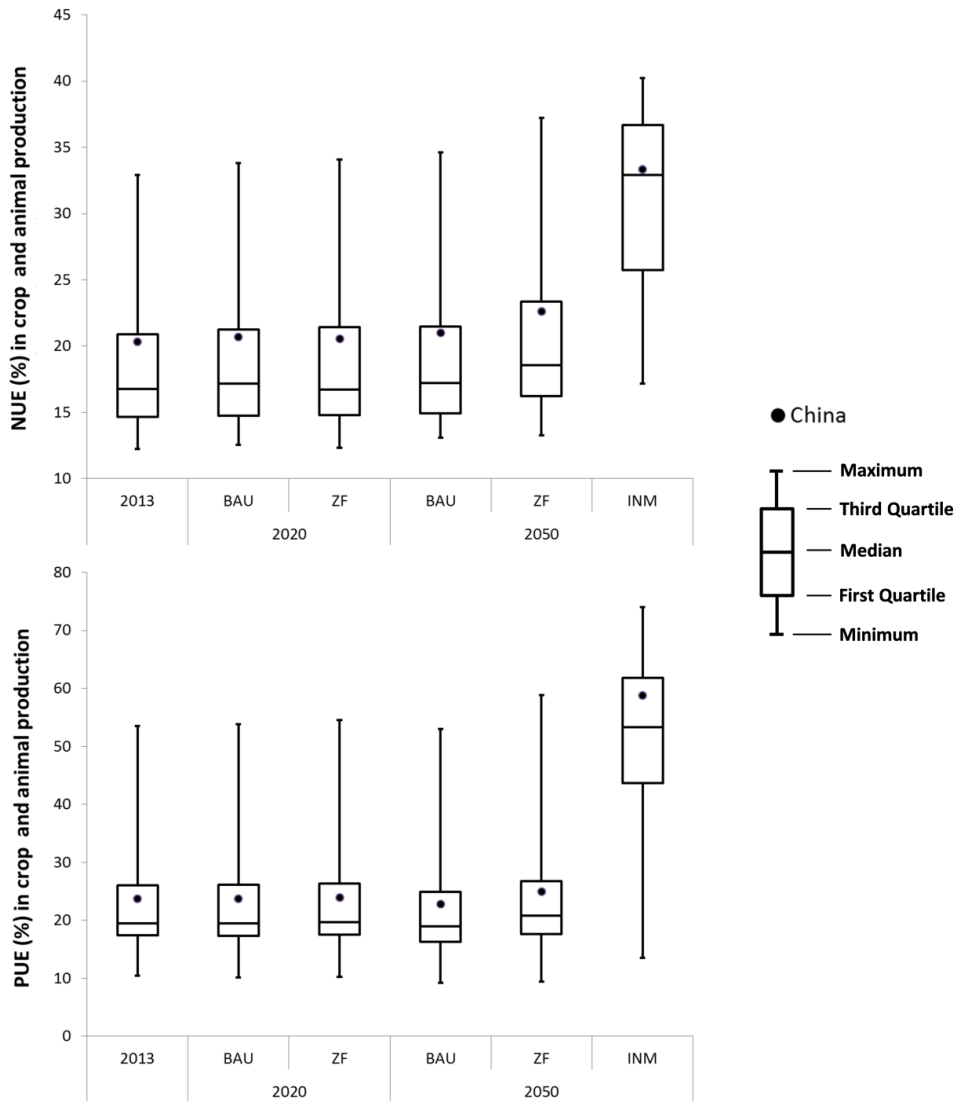 NUE (%) in crop and animal production
45
40
35
30
25
20
15
10
2013
BAU
ZF
BAU
ZF
INM
2020
2050
China
Maximum
Third Quartile
Median
First Quartile
Minimum
PUE (%) in crop and animal production
80
70
60
50
40
30
20
10
0
2013
BAU
ZF
BAU
ZF
INM
2020
2050